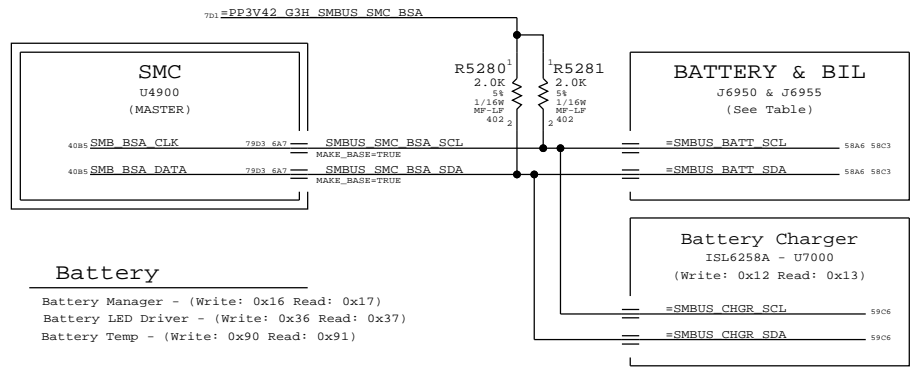 7D1 =PP3V42_G3H_SMBUS_SMC_BSA
SMC
U4900
(MASTER)
40B5 SMB_BSA_CLK 79D3 6A7
40B5 SMB_BSA_DATA 79D3 6A7
SMBUS_SMC_BSA_SCL
MAKE_BASE=TRUE
SMBUS_SMC_BSA_SDA
MAKE_BASE=TRUE
R5280 1
2.0K
5%
1/16W
MF-LF
402 2
1 R5281
2.0K
5%
1/16W
MF-LF
2 402
BATTERY & BIL
J6950 & J6955
(See Table)
=SMBUS_BATT_SCL 58A6 58C3
=SMBUS_BATT_SDA 58A6 58C3
Battery Charger
ISL6258A - U7000
(Write: 0x12 Read: 0x13)
=SMBUS_CHGR_SCL 59C6
=SMBUS_CHGR_SDA 59C6
Battery
Battery Manager - (Write: 0x16 Read: 0x17)
Battery LED Driver - (Write: 0x36 Read: 0x37)
Battery Temp - (Write: 0x90 Read: 0x91)